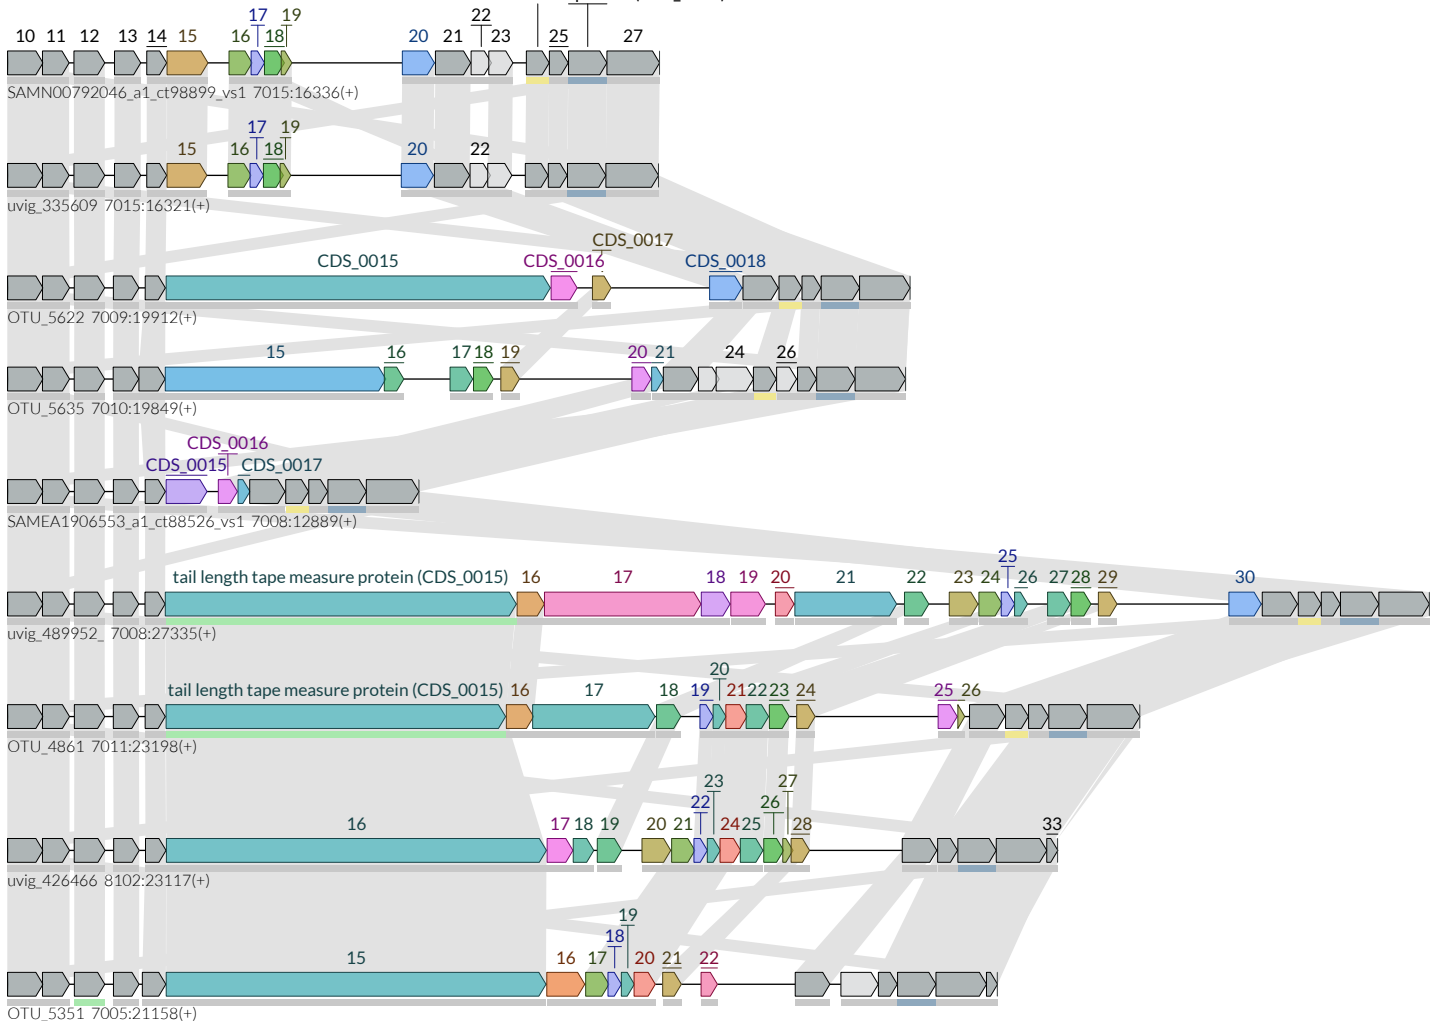 17 19
22
10 11 12 13 14 15 16 18 20 21 23 25 27
SAMN00792046_a1_ct98899_vs1 7015:16336(+)
17 19
15 16 18 20 22
uvig_335609 7015:16321(+)
CDS_0017
CDS_0015 CDS_0016 CDS_0018
OTU_5622 7009:19912(+)
15 16 17 18 19 20 21 24 26
OTU_5635 7010:19849(+)
CDS_0016
CDS_0015 CDS_0017
SAMEA1906553_a1_ct88526_vs1 7008:12889(+)
25
tail length tape measure protein (CDS_0015) 16 17 18 19 20 21 22 23 24 26 27 28 29 30
uvig_489952_ 7008:27335(+)
20
tail length tape measure protein (CDS_0015) 16 17 18 19 21 22 23 24 25 26
OTU_4861 7011:23198(+)
23 27
22 26
16 17 18 19 20 21 24 25 28 33
uvig_426466 8102:23117(+)
19
18
15 16 17 20 21 22
OTU_5351 7005:21158(+)